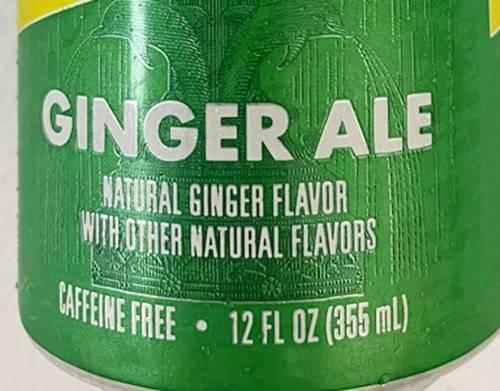 GINGER ALE
NATURAL GINGER FLAVOR
WITH OTHER NATURAL FLAVORS
CAFFEINE FREE • 12 FL OZ (355 mL)